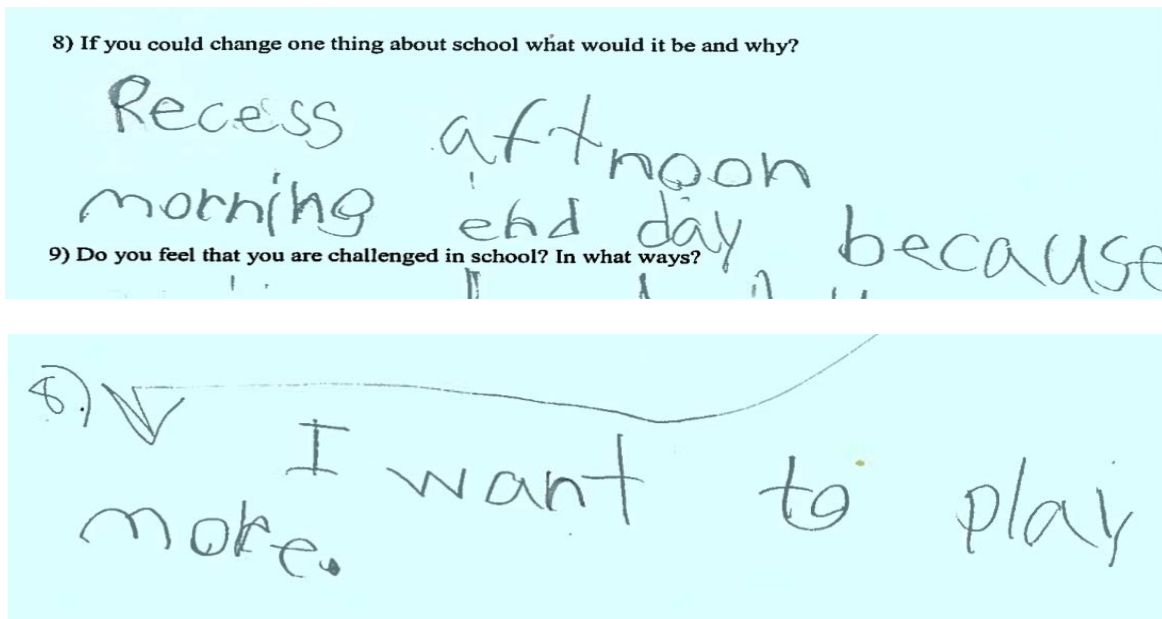 8) If you could change one thing about school what would it be and why?
Recess aftnoon
morning end day because
9) Do you feel that you are challenged in school? In what ways?
8.)
I want to play
more.